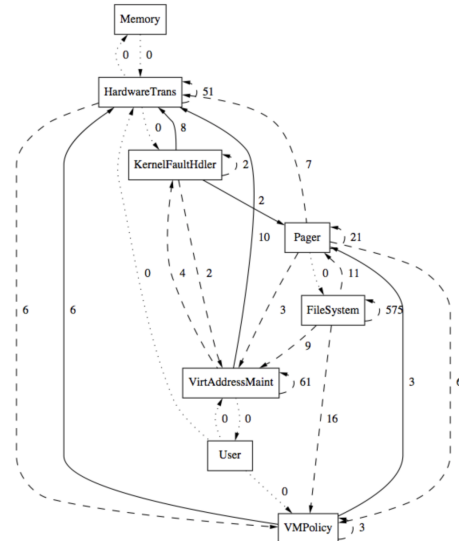 Memory
0 0
HardwareTrans
51
0 8
KernelFaultHdler
2
7
2
Pager
21
0 10
4 2
0 11
FileSystem
575
3
9
6 6
VirtAddressMaint
61
3
6
0 0
16
User
0
VMPolicy
3